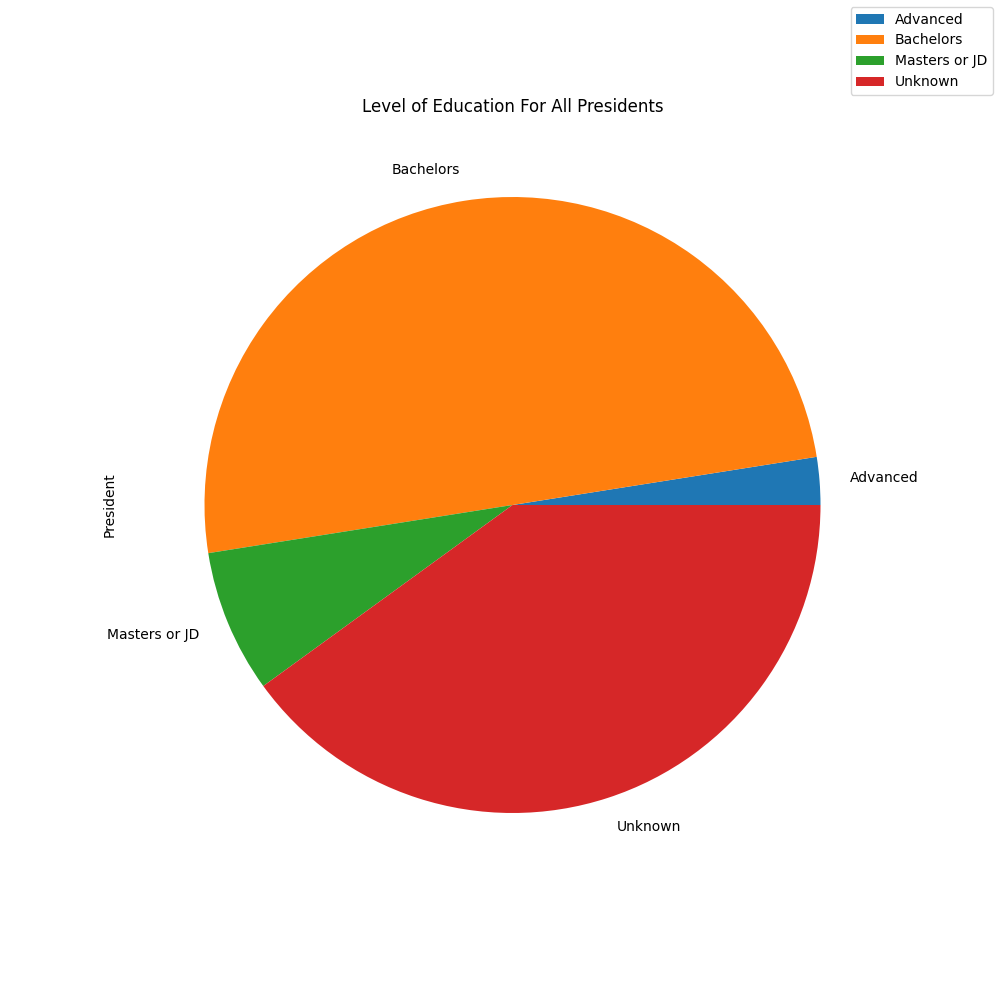 Advanced
Bachelors
Masters or JD
Unknown
Level of Education For All Presidents
Bachelors
Advanced
President
Masters or JD
Unknown